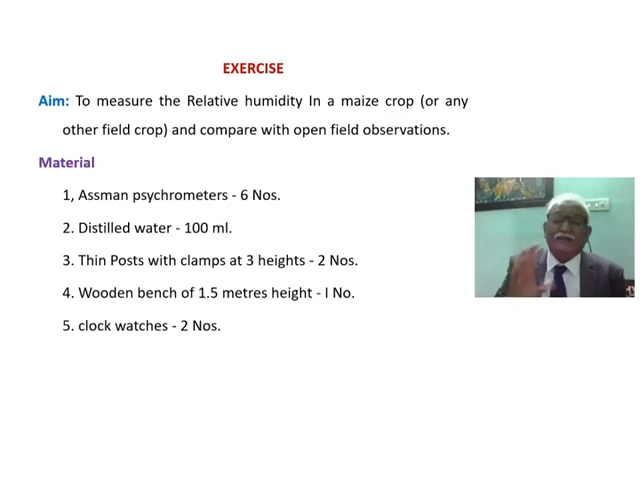 EXERCISE
Aim: To measure the Relative humidity In a maize crop (or any
other field crop) and compare with open field observations.
Material
1, Assman psychrometers - 6 Nos.
2. Distilled water - 100 ml.
3. Thin Posts with clamps at 3 heights - 2 Nos.
4. Wooden bench of 1.5 metres height - I No.
5. clock watches - 2 Nos.